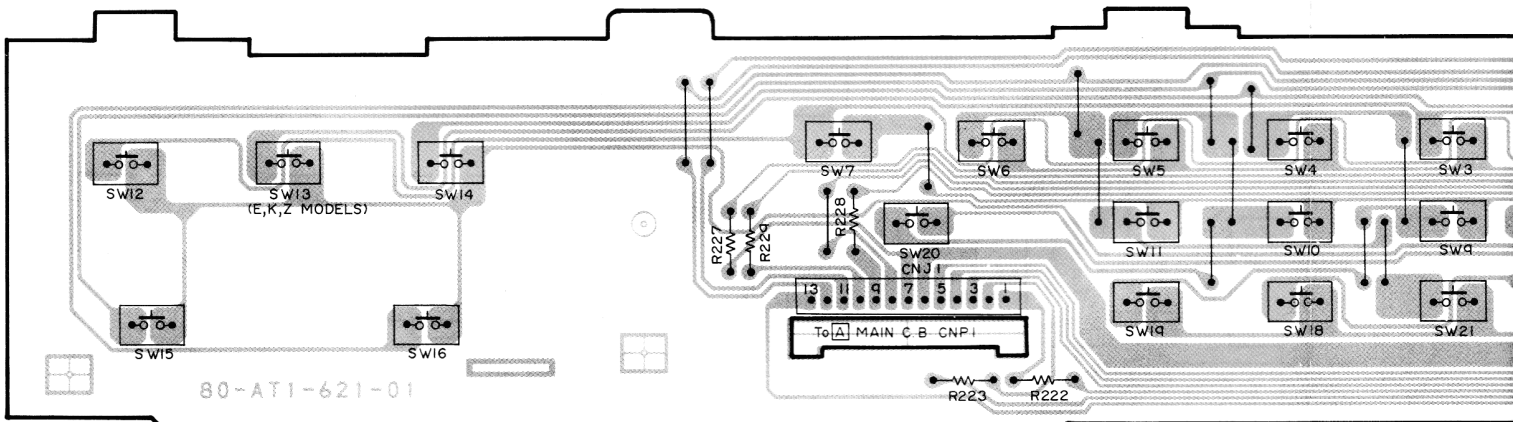 SW12
SW13
(E,K,Z MODELS)
SW14
SW7
SW6
SW5
SW4
SW3
R227
R229
R228
SW20
CNJ1
SW11
SW10
SW9
13 11 9 7 5 3 1
To A MAIN C.B CNP1
SW15
SW16
SW19
SW18
SW21
80-AT1-621-01
R223
R222